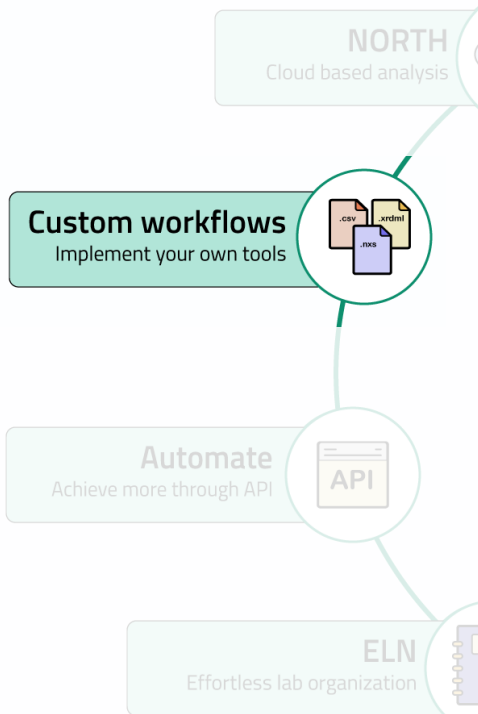 NORTH
Cloud based analysis
Custom workflows
Implement your own tools
.csv
.xrdml
.nxs
Automate
Achieve more through API
API
ELN
Effortless lab organization